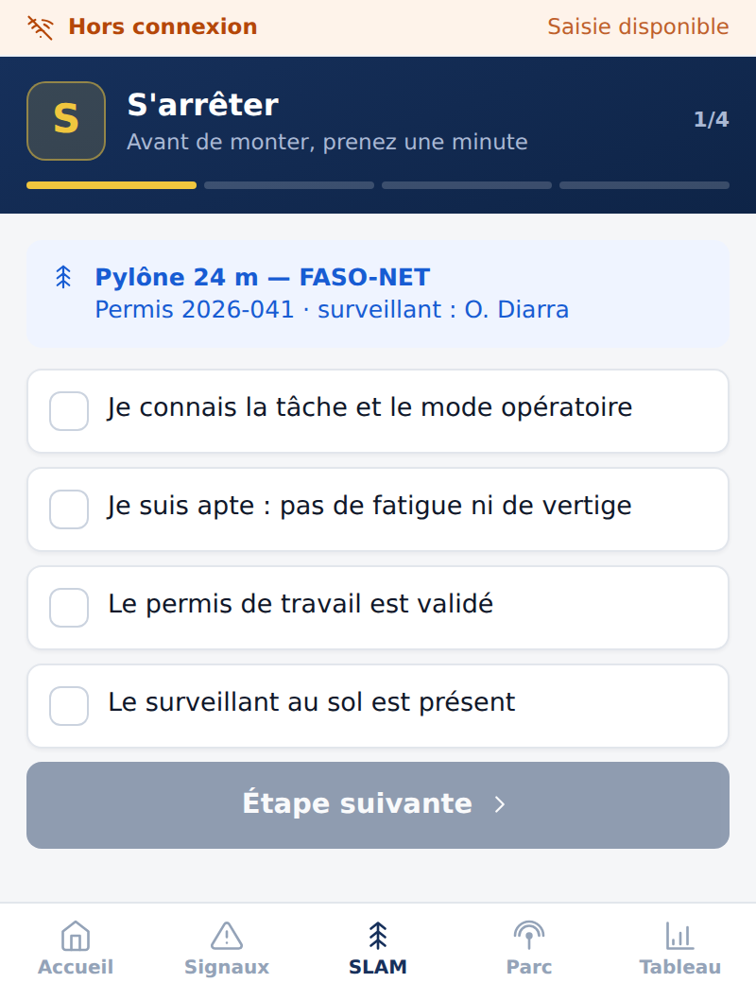 Hors connexion
Saisie disponible
S
S'arrêter
Avant de monter, prenez une minute
1/4
Pylône 24 m — FASO-NET
Permis 2026-041 · surveillant : O. Diarra
Je connais la tâche et le mode opératoire
Je suis apte : pas de fatigue ni de vertige
Le permis de travail est validé
Le surveillant au sol est présent
Étape suivante
Accueil
Signaux
SLAM
Parc
Tableau